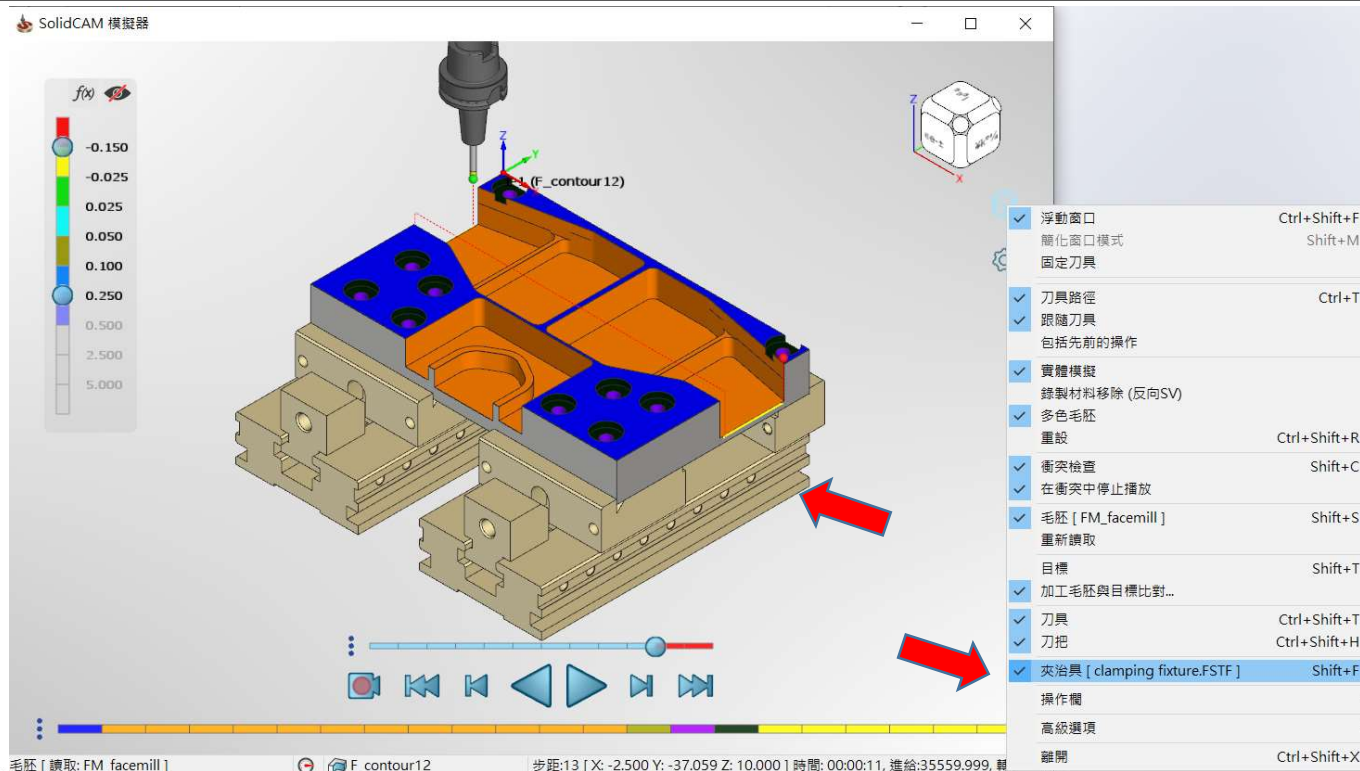 SolidCAM 模擬器
f(x)
-0.150
-0.025
0.025
0.050
0.100
0.250
0.500
2.500
5.000
Z
Y
(F_contour12)
Z
X
浮動窗口 Ctrl+Shift+F
簡化窗口模式 Shift+M
固定刀具
刀具路徑 Ctrl+T
跟隨刀具
包括先前的操作
實體模擬
錄製材料移除 (反向SV)
多色毛胚
重設 Ctrl+Shift+R
衝突檢查 Shift+C
在衝突中停止播放
毛胚 [ FM_facemill ] Shift+S
重新讀取
目標 Shift+T
加工毛胚與目標比對...
刀具 Ctrl+Shift+T
刀把 Ctrl+Shift+H
夾治具 [ clamping fixture.FSTF ] Shift+F
操作欄
高級選項
離開 Ctrl+Shift+X
毛胚 [ 讀取: FM_facemill ] F_contour12 步距:13 [ X: -2.500 Y: -37.059 Z: 10.000 ] 時間: 00:00:11, 進給:35559.999,